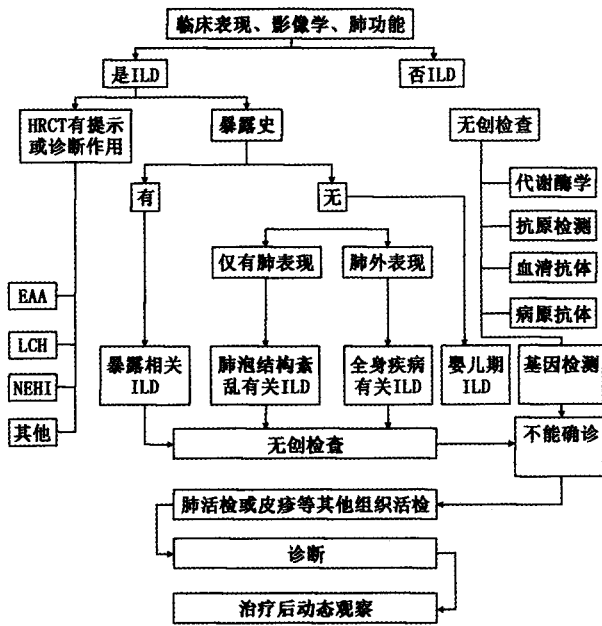 临床表现、影像学、肺功能
是ILD
否ILD
HRCT有提示
或诊断作用
暴露史
无创检查
有
无
代谢酶学
抗原检测
血清抗体
病原抗体
仅有肺表现
肺外表现
EAA
LCH
NEHI
其他
暴露相关
ILD
肺泡结构紊
乱有关ILD
全身疾病
有关ILD
婴儿期
ILD
基因检测
无创检查
不能确诊
肺活检或皮疹等其他组织活检
诊断
治疗后动态观察